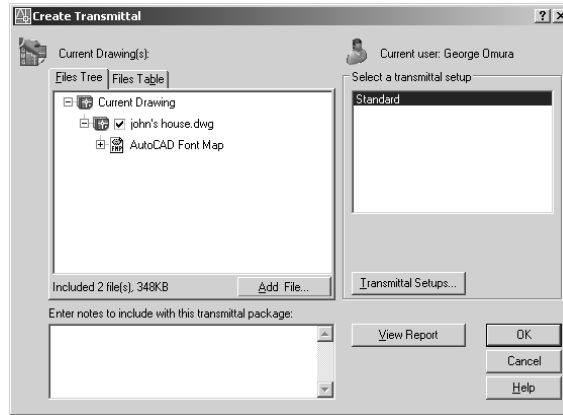 Create Transmittal
Current Drawing(s):
Current user: George Omura
Files Tree
Files Table
Select a transmittal setup
Current Drawing
john's house.dwg
AutoCAD Font Map
Standard
Included 2 file(s), 348KB
Add File...
Transmittal Setups...
Enter notes to include with this transmittal package:
View Report
OK
Cancel
Help